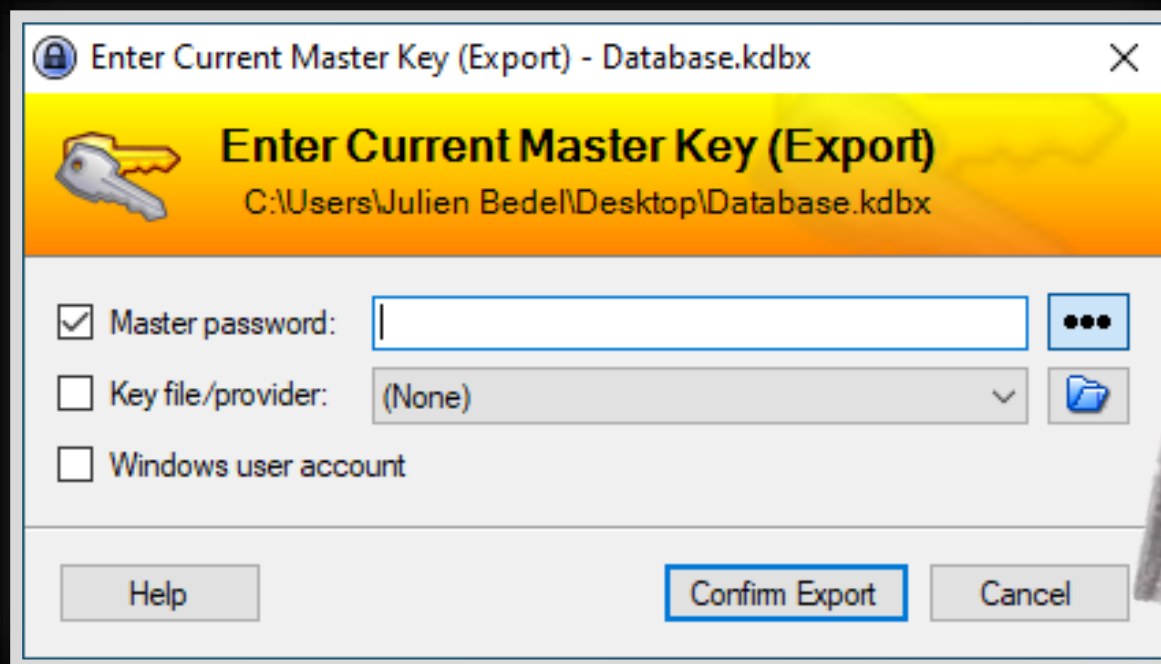 Enter Current Master Key (Export) - Database.kdbx
Enter Current Master Key (Export)
C:\Users\Julien Bedel\Desktop\Database.kdbx
Master password:
Key file/provider:
(None)
Windows user account
Help
Confirm Export
Cancel